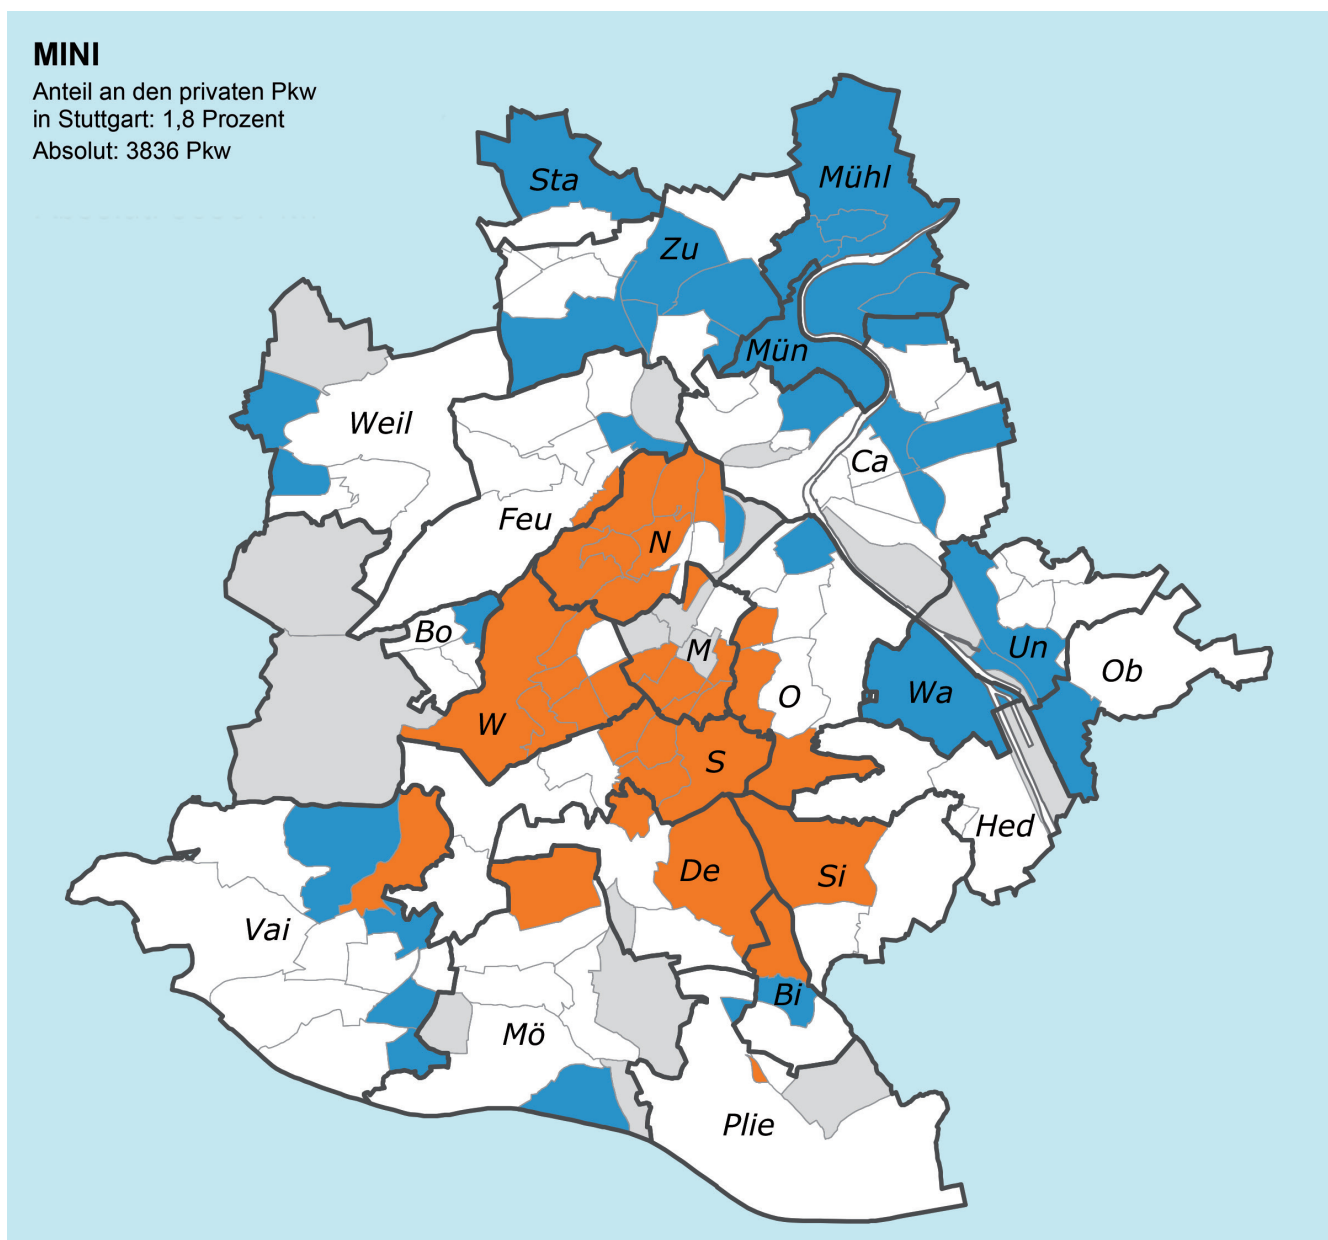 MINI
Anteil an den privaten Pkw
in Stuttgart: 1,8 Prozent
Absolut: 3836 Pkw
Sta
Mühl
Zu
Mün
Weil
Ca
Feu
N
Bo
M
Un
Ob
O
Wa
W
S
Hed
De
Si
Vai
Bi
Mö
Plie